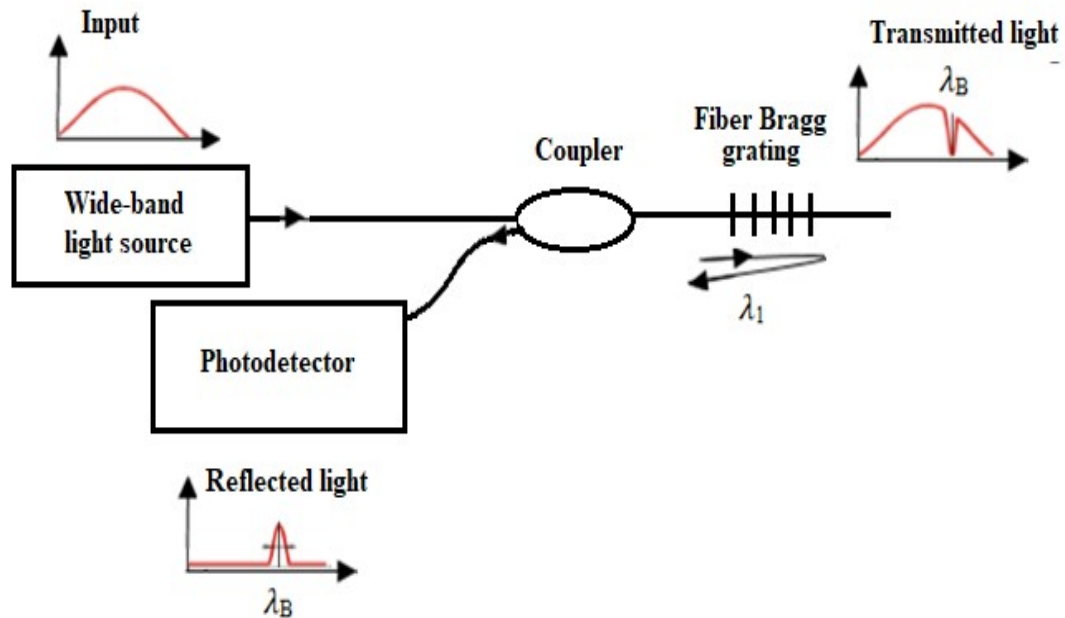 Input
Transmitted light
λB
Fiber Bragg
grating
Coupler
Wide-band
light source
λ1
Photodetector
Reflected light
λB